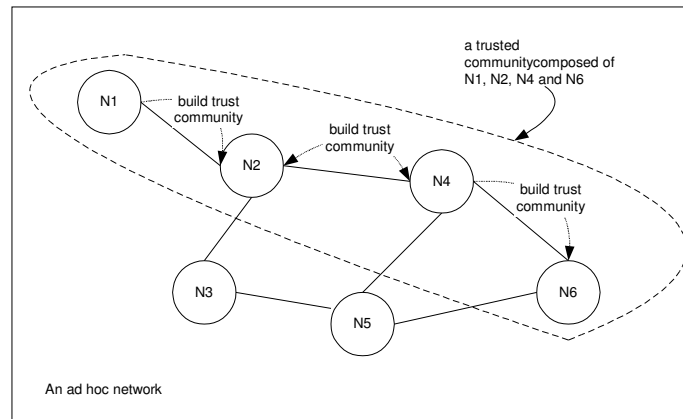 a trusted
communitycomposed of
N1, N2, N4 and N6
N1
build trust
community
build trust
community
N2
N4
build trust
community
N3
N6
N5
An ad hoc network